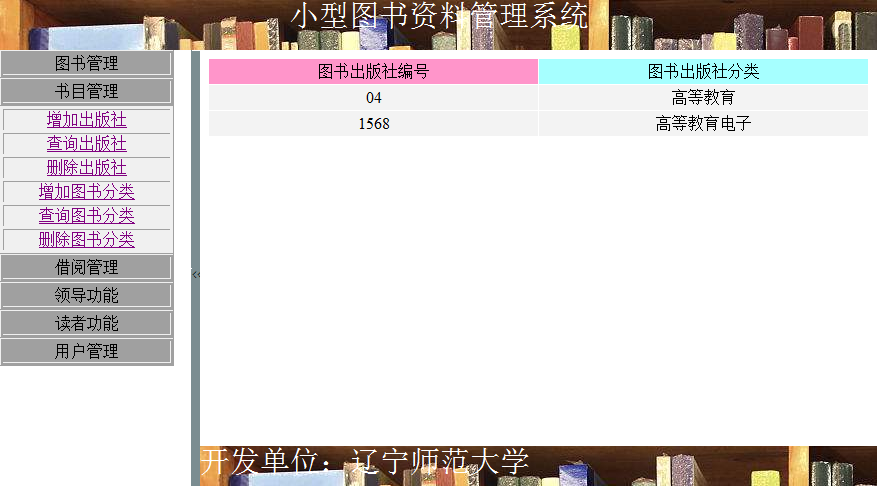 小型图书资料管理系统
图书管理
书目管理
增加出版社
查询出版社
删除出版社
增加图书分类
查询图书分类
删除图书分类
借阅管理
领导功能
读者功能
用户管理
‹‹
图书出版社编号 图书出版社分类
04 高等教育
1568 高等教育电子
开发单位：辽宁师范大学